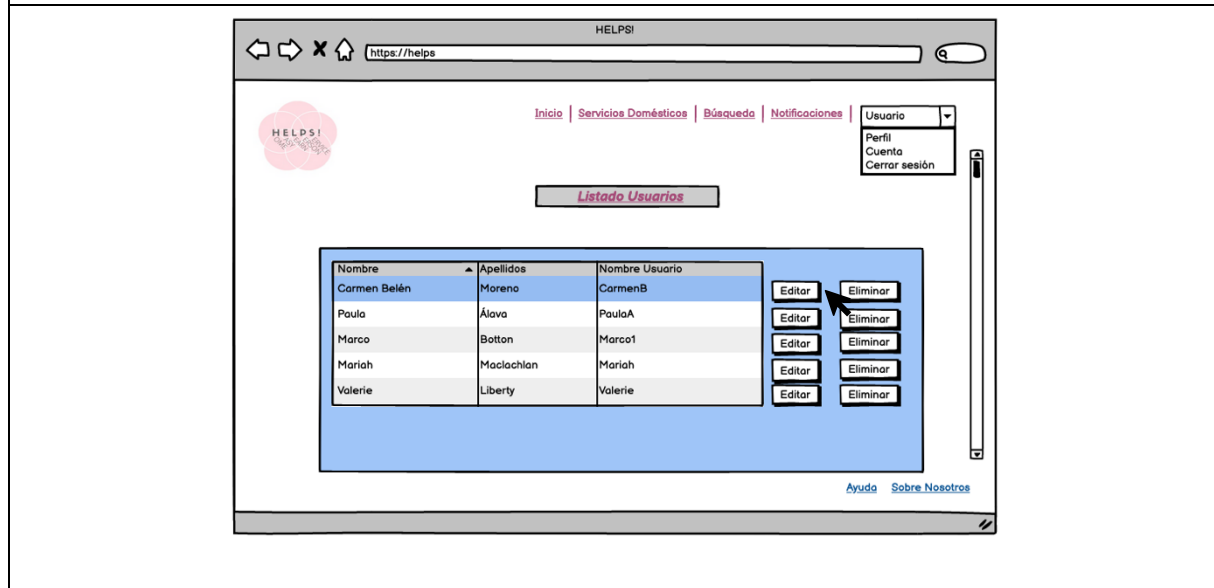 HELPS!
https://helps
HELPS!
Inicio Servicios Domésticos Búsqueda Notificaciones Usuario
Perfil
Cuenta
Cerrar sesión
Listado Usuarios
Nombre Apellidos Nombre Usuario
Carmen Belén Moreno CarmenB Editar Eliminar
Paula Álava PaulaA Editar Eliminar
Marco Botton Marco1 Editar Eliminar
Mariah Maclachlan Mariah Editar Eliminar
Valerie Liberty Valerie Editar Eliminar
Ayuda Sobre Nosotros